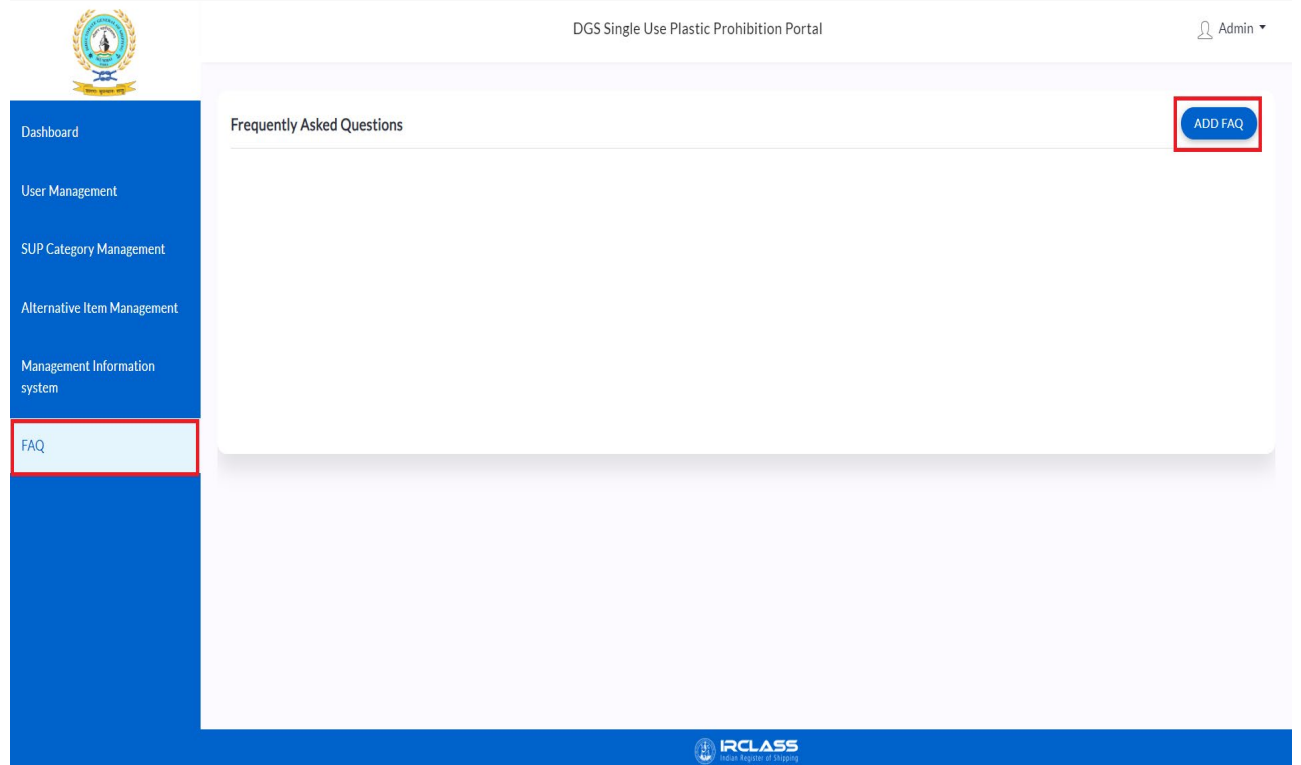 DGS Single Use Plastic Prohibition Portal
Admin
Dashboard
User Management
SUP Category Management
Alternative Item Management
Management Information
system
FAQ
Frequently Asked Questions
ADD FAQ
IRCLASS
Indian Register of Shipping